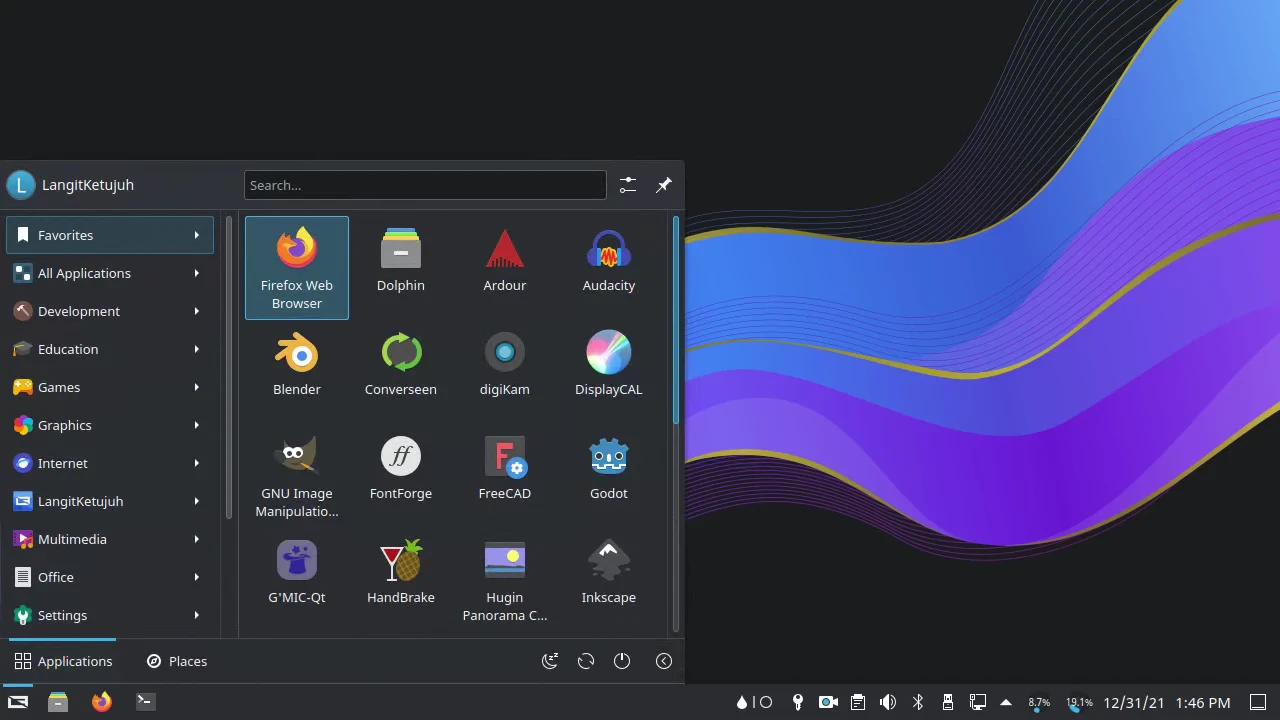 LangitKetujuh
Search...
Favorites
All Applications
Development
Education
Games
Graphics
Internet
LangitKetujuh
Multimedia
Office
Settings
Firefox Web
Browser
Dolphin
Ardour
Audacity
Blender
Converseen
digiKam
DisplayCAL
GNU Image
Manipulatio...
FontForge
FreeCAD
Godot
G'MIC-Qt
HandBrake
Hugin
Panorama C...
Inkscape
Applications
Places
8.7%
19.1%
12/31/21
1:46 PM